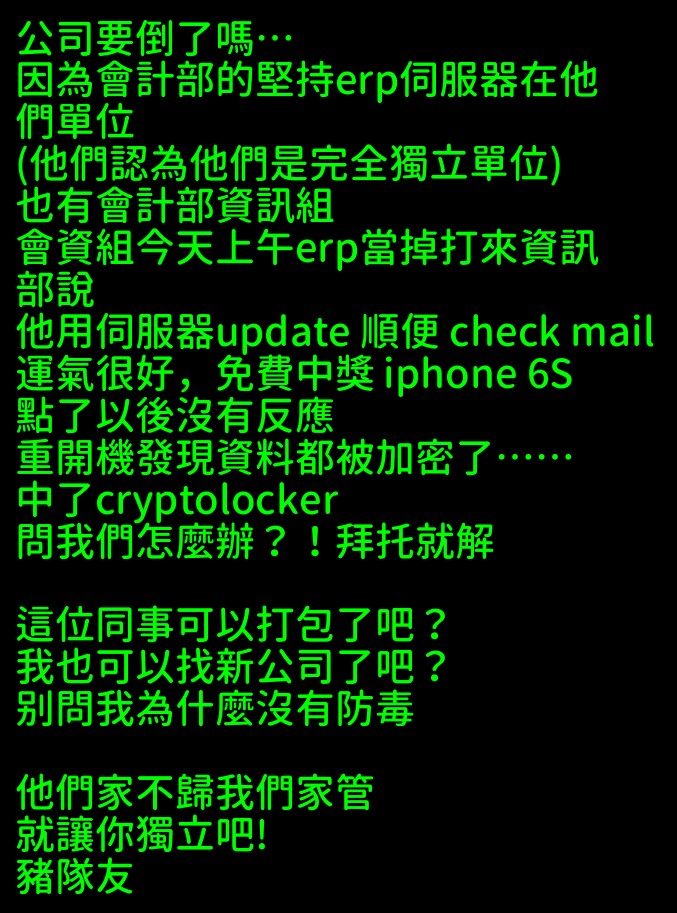 公司要倒了嗎…
因為會計部的堅持erp伺服器在他
們單位
(他們認為他們是完全獨立單位)
也有會計部資訊組
會資組今天上午erp當掉打來資訊
部說
他用伺服器update 順便 check mail
運氣很好，免費中獎 iphone 6S
點了以後沒有反應
重開機發現資料都被加密了……
中了cryptolocker
問我們怎麼辦？！拜托就解
這位同事可以打包了吧？
我也可以找新公司了吧？
別問我為什麼沒有防毒
他們家不歸我們家管
就讓你獨立吧!
豬隊友